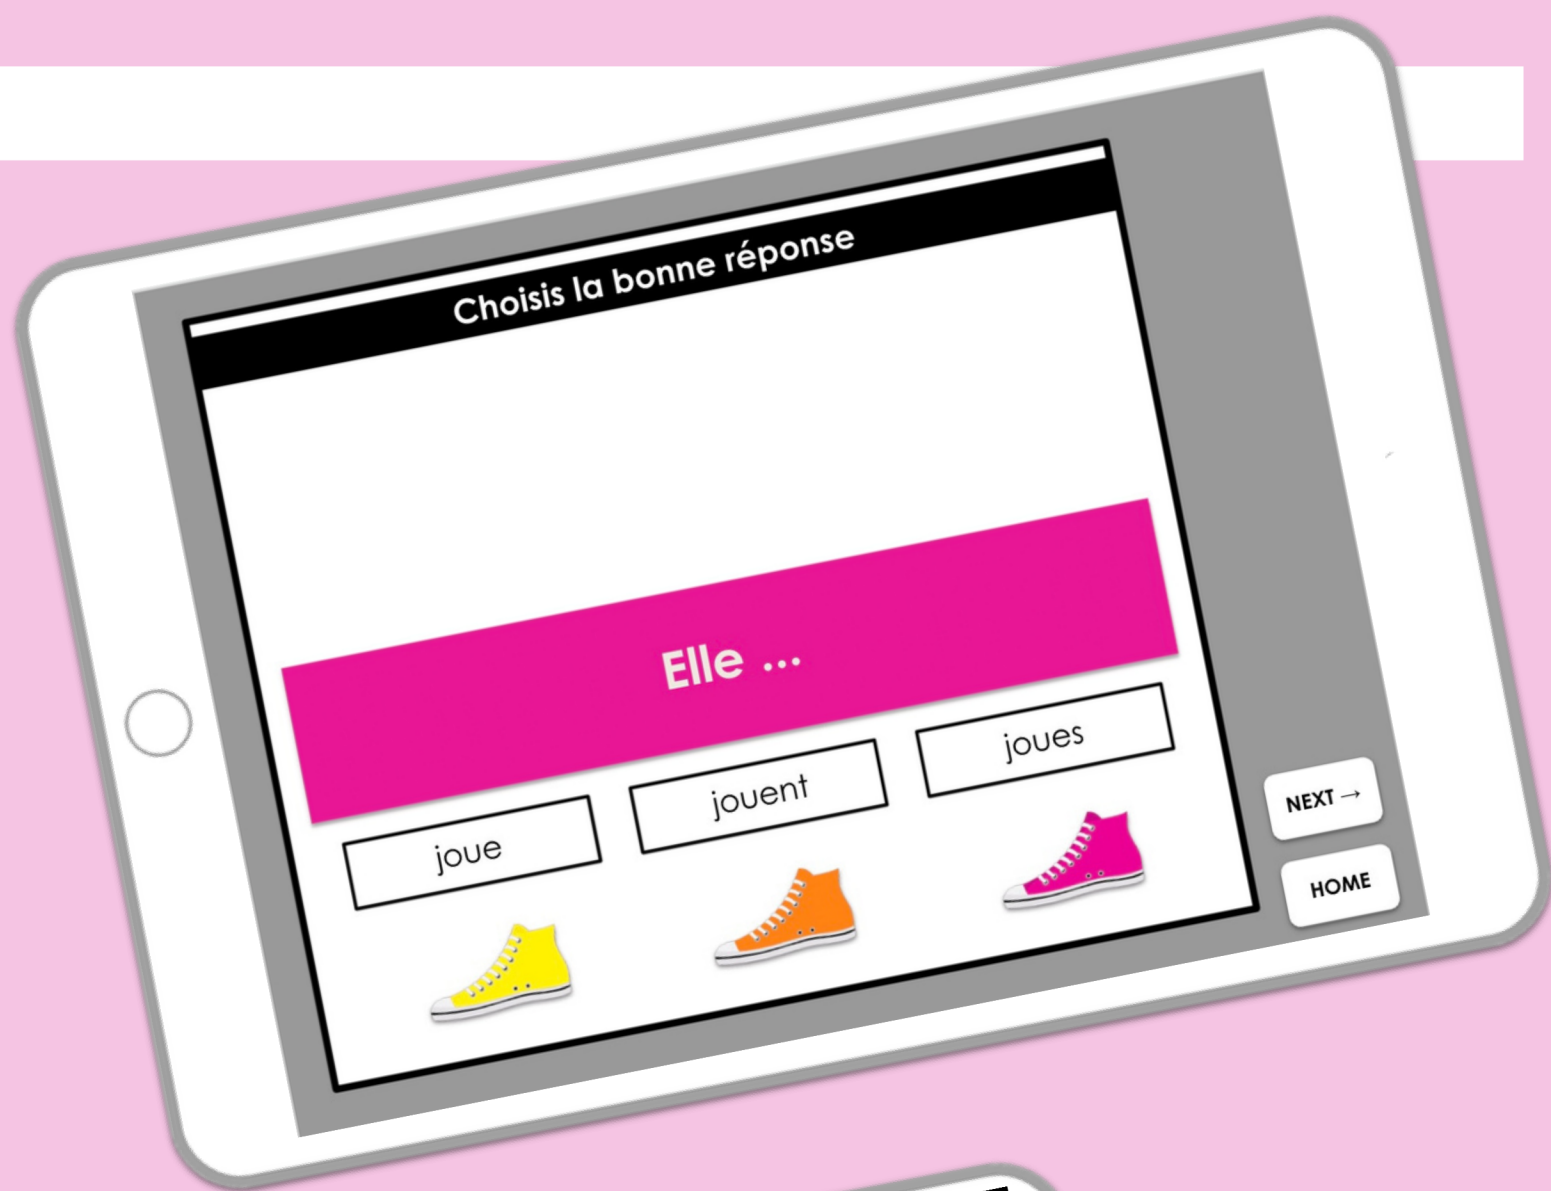 Choisis la bonne réponse
Elle ...
joue
jouent
joues
NEXT →
HOME